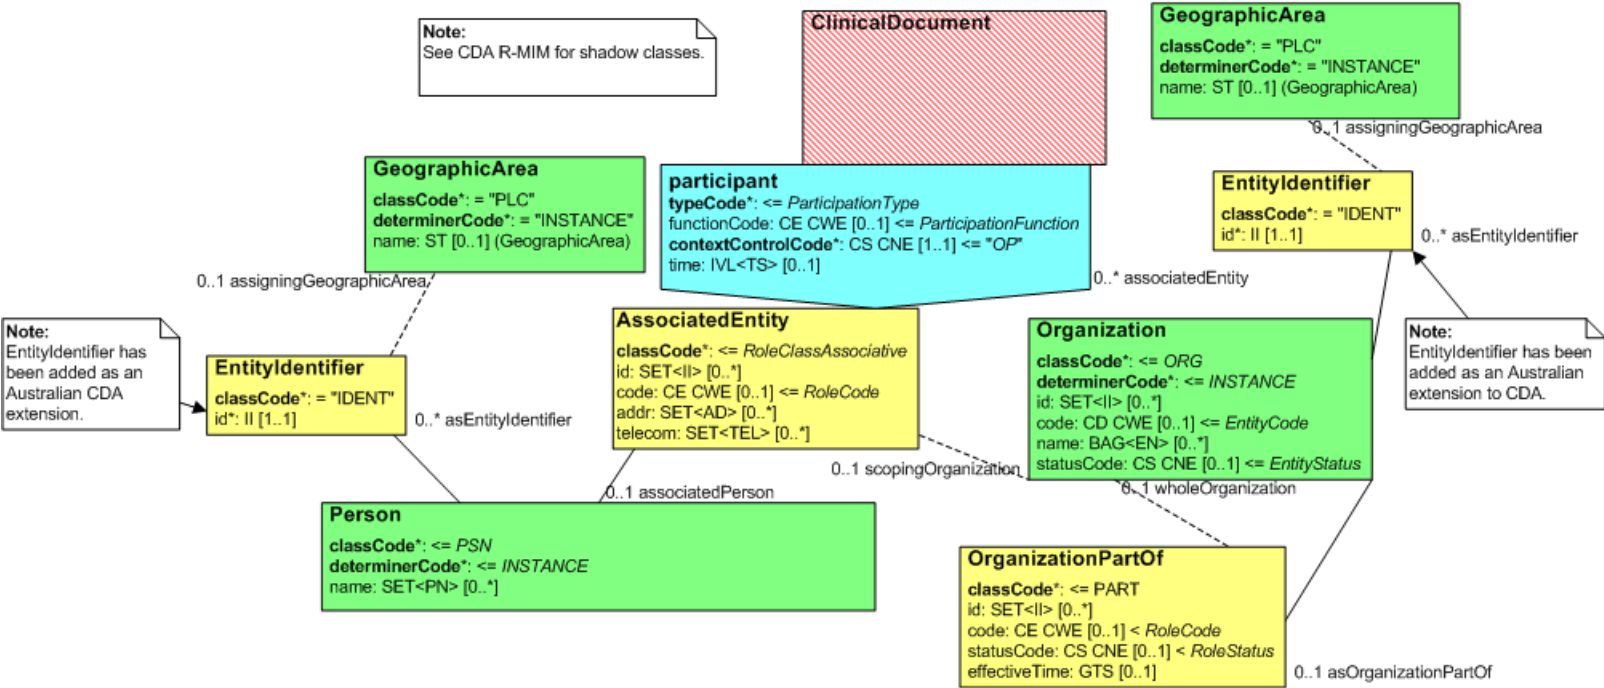 Note:
See CDA R-MIM for shadow classes.
ClinicalDocument
GeographicArea
classCode*: = "PLC"
determinerCode*: = "INSTANCE"
name: ST [0..1] (GeographicArea)
0..1 assigningGeographicArea
GeographicArea
classCode*: = "PLC"
determinerCode*: = "INSTANCE"
name: ST [0..1] (GeographicArea)
0..1 assigningGeographicArea
participant
typeCode*: <= ParticipationType
functionCode: CE CWE [0..1] <= ParticipationFunction
contextControlCode*: CS CNE [1..1] <= "OP"
time: IVL<TS> [0..1]
0..* associatedEntity
EntityIdentifier
classCode*: = "IDENT"
id*: II [1..1]
0..* asEntityIdentifier
Note:
EntityIdentifier has
been added as an
Australian CDA
extension.
EntityIdentifier
classCode*: = "IDENT"
id*: II [1..1]
0..* asEntityIdentifier
AssociatedEntity
classCode*: <= RoleClassAssociative
id: SET<II> [0..*]
code: CE CWE [0..1] <= RoleCode
addr: SET<AD> [0..*]
telecom: SET<TEL> [0..*]
Organization
classCode*: <= ORG
determinerCode*: <= INSTANCE
id: SET<II> [0..*]
code: CD CWE [0..1] <= EntityCode
name: BAG<EN> [0..*]
statusCode: CS CNE [0..1] <= EntityStatus
Note:
EntityIdentifier has been
added as an Australian
extension to CDA.
0..1 scopingOrganization
0..1 wholeOrganization
0..1 associatedPerson
Person
classCode*: <= PSN
determinerCode*: <= INSTANCE
name: SET<PN> [0..*]
OrganizationPartOf
classCode*: <= PART
id: SET<II> [0..*]
code: CE CWE [0..1] < RoleCode
statusCode: CS CNE [0..1] < RoleStatus
effectiveTime: GTS [0..1]
0..1 asOrganizationPartOf